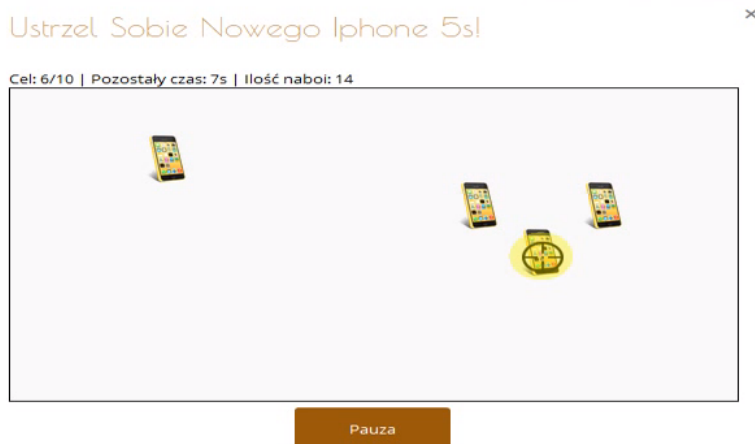 Ustrzel Sobie Nowego Iphone 5s!
Cel: 6/10 | Pozostały czas: 7s | Ilość naboi: 14
Pauza